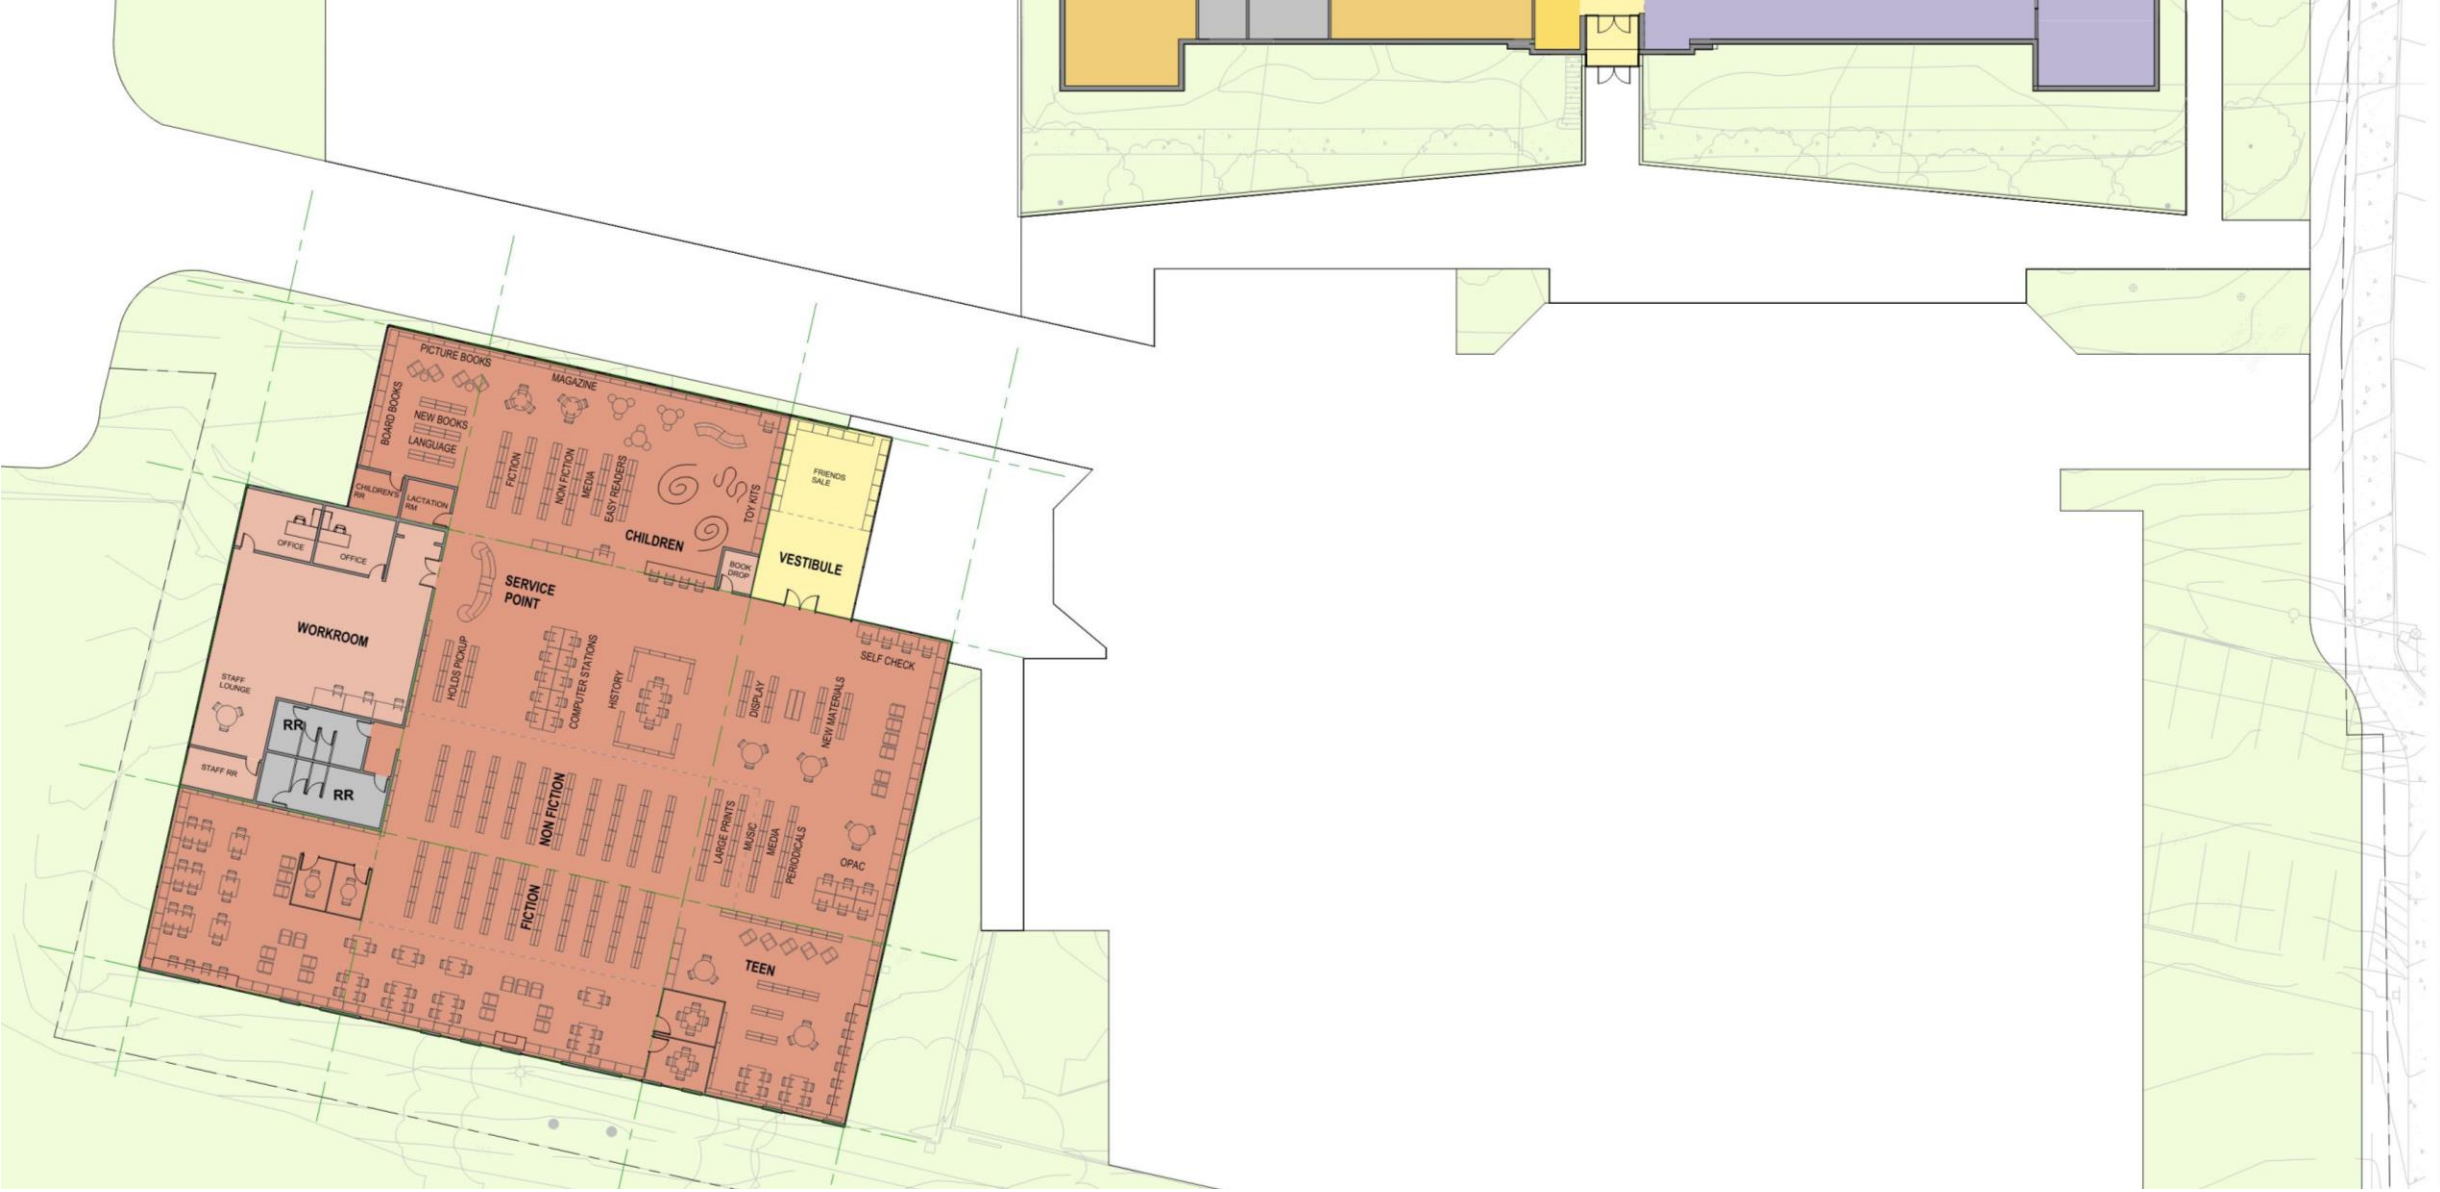 PICTURE BOOKS
MAGAZINE
BOARD BOOKS
NEW BOOKS
LANGUAGE
FICTION
NON FICTION
MEDIA
EASY READERS
TOY KITS
FRIENDS
SALE
CHILDREN'S
RR
LACTATION
RM
CHILDREN
OFFICE
OFFICE
BOOK
DROP
VESTIBULE
SERVICE
POINT
WORKROOM
HOLDS PICKUP
COMPUTER STATIONS
HISTORY
SELF CHECK
DISPLAY
NEW MATERIALS
STAFF
LOUNGE
RR
STAFF RR
RR
NON FICTION
LARGE PRINTS
MUSIC
MEDIA
PERIODICALS
OPAC
FICTION
TEEN